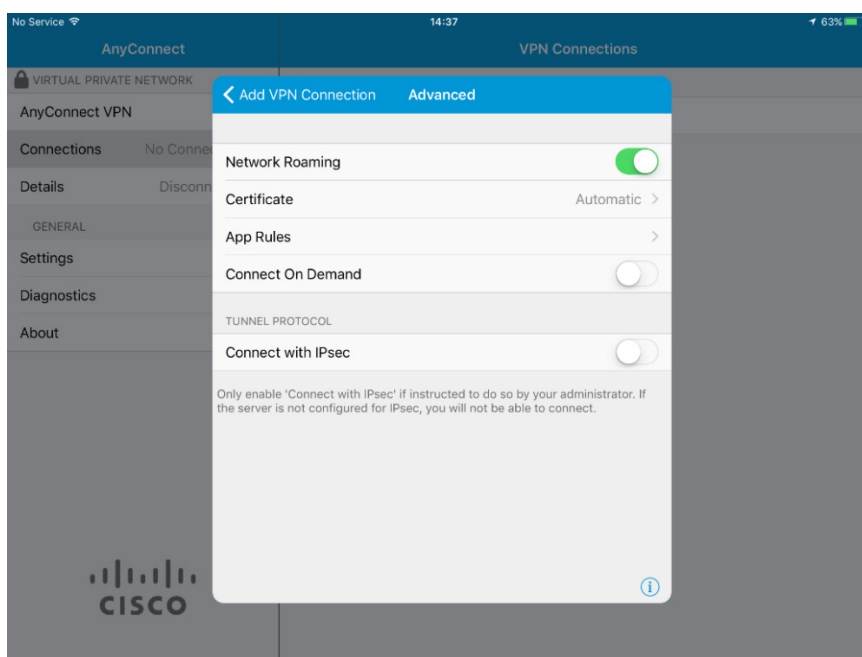 No Service 14:37 63%
AnyConnect VPN Connections
VIRTUAL PRIVATE NETWORK
AnyConnect VPN
Connections No Connec
Details Disconn
GENERAL
Settings
Diagnostics
About
CISCO
Add VPN Connection Advanced
Network Roaming
Certificate Automatic
App Rules
Connect On Demand
TUNNEL PROTOCOL
Connect with IPsec
Only enable 'Connect with IPsec' if instructed to do so by your administrator. If
the server is not configured for IPsec, you will not be able to connect.